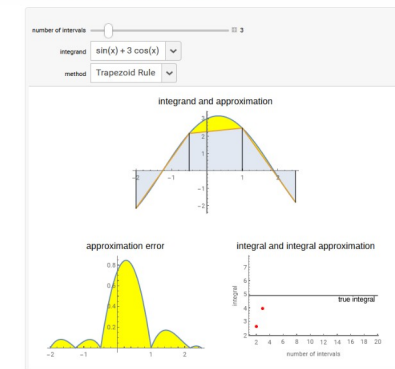 number of intervals 3
integrand sin(x) + 3 cos(x)
method Trapezoid Rule
integrand and approximation
3
2
1
-2 -1 1 2
-1
-2
approximation error
0.8
0.6
0.4
0.2
-2 -1 1 2
integral and integral approximation
integral
7
6
5
4
3
2
true integral
2 4 6 8 10 12 14 16 18 20
number of intervals